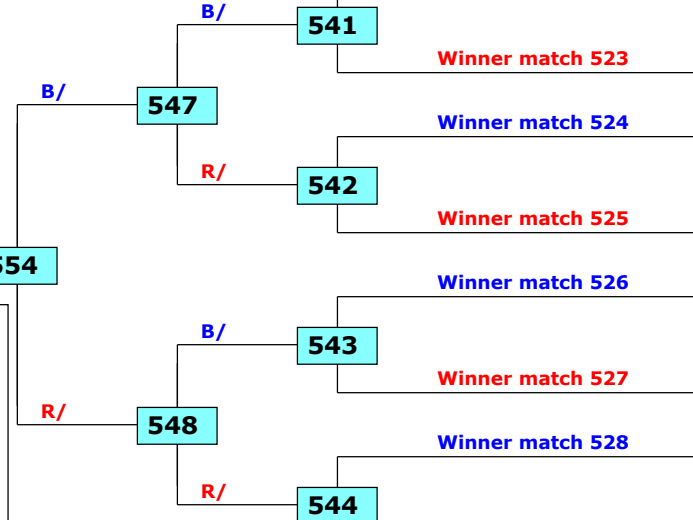 B/
541
Winner match 523
B/
547
Winner match 524
R/
542
Winner match 525
554
Winner match 526
B/
543
Winner match 527
R/
548
Winner match 528
R/
544